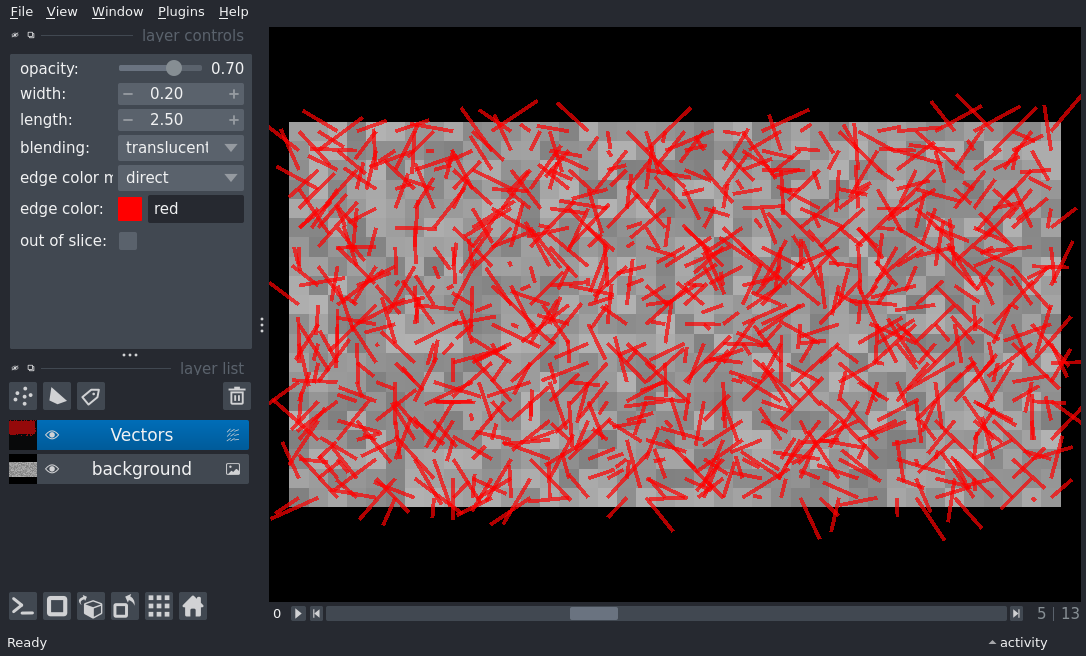 File View Window Plugins Help
layer controls
opacity: 0.70
width: − 0.20 +
length: − 2.50 +
blending: translucent
edge color m direct
edge color: red
out of slice:
layer list
Vectors
background
0 5 | 13
Ready activity